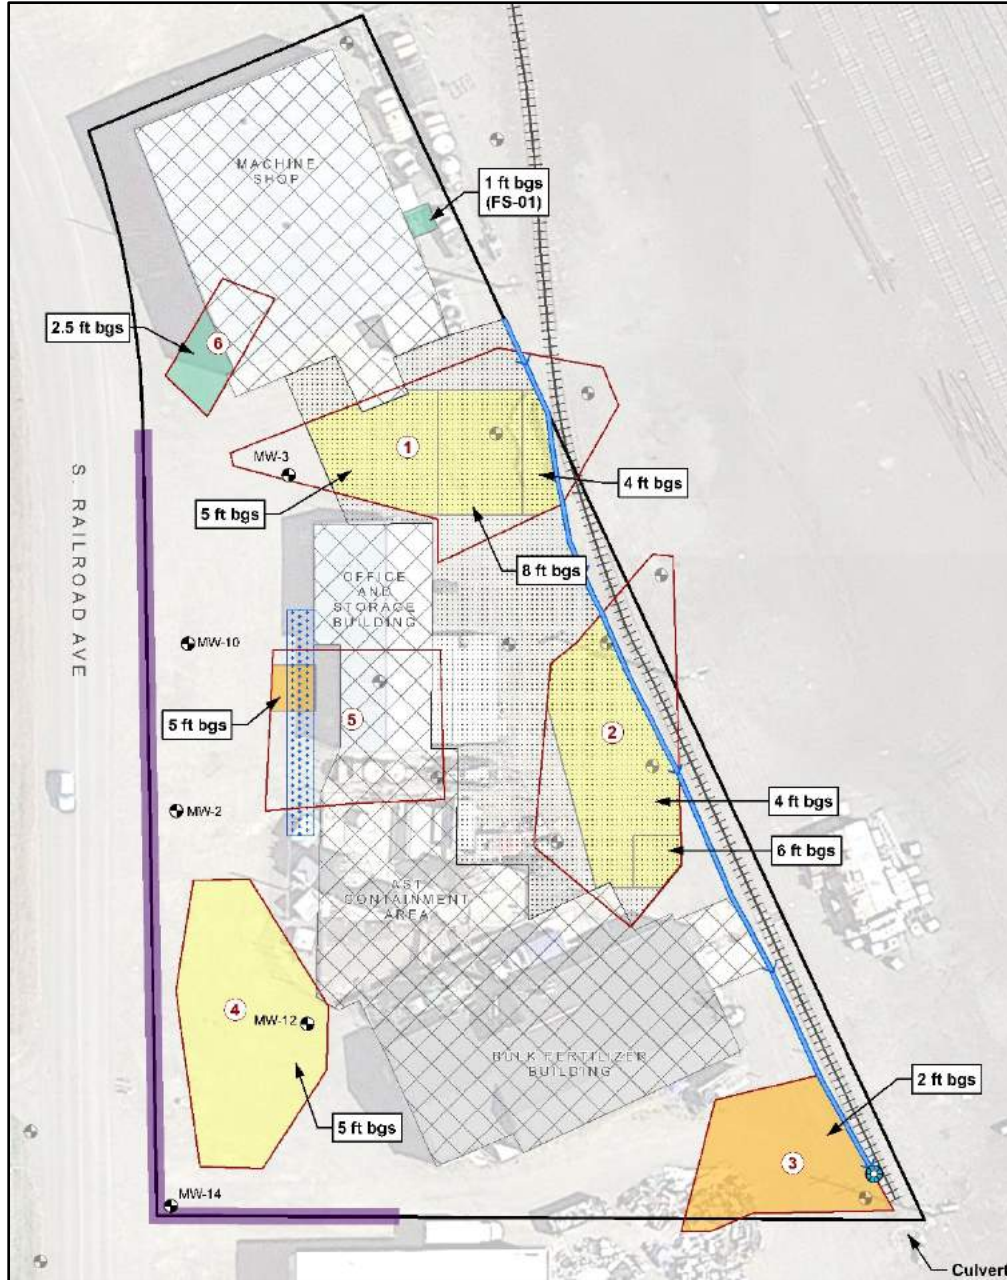 MACHINE
SHOP
1 ft bgs
(FS-01)
2.5 ft bgs
6
1
MW-3
4 ft bgs
5 ft bgs
8 ft bgs
S. RAILROAD AVE
OFFICE
AND
STORAGE
BUILDING
MW-10
5 ft bgs
5
2
4 ft bgs
MW-2
6 ft bgs
AST
CONTAINMENT
AREA
4
MW-12
BULK FERTILIZER
BUILDING
2 ft bgs
5 ft bgs
3
MW-14
Culvert